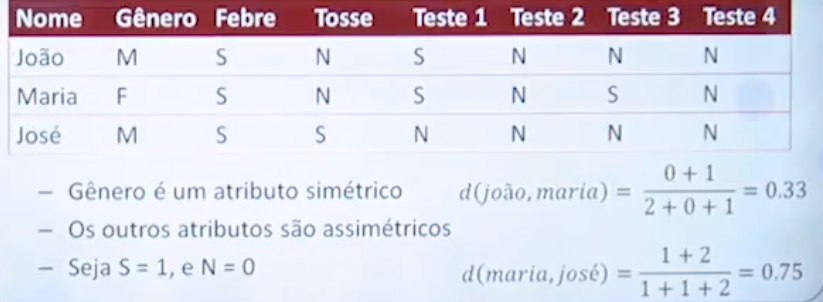 Nome Gênero Febre Tosse Teste 1 Teste 2 Teste 3 Teste 4
João M S N S N N N
Maria F S N S N S N
José M S S N N N N
– Gênero é um atributo simétrico
d(joão, maria) = (0 + 1) / (2 + 0 + 1) = 0.33
– Os outros atributos são assimétricos
– Seja S = 1, e N = 0
d(maria, josé) = (1 + 2) / (1 + 1 + 2) = 0.75